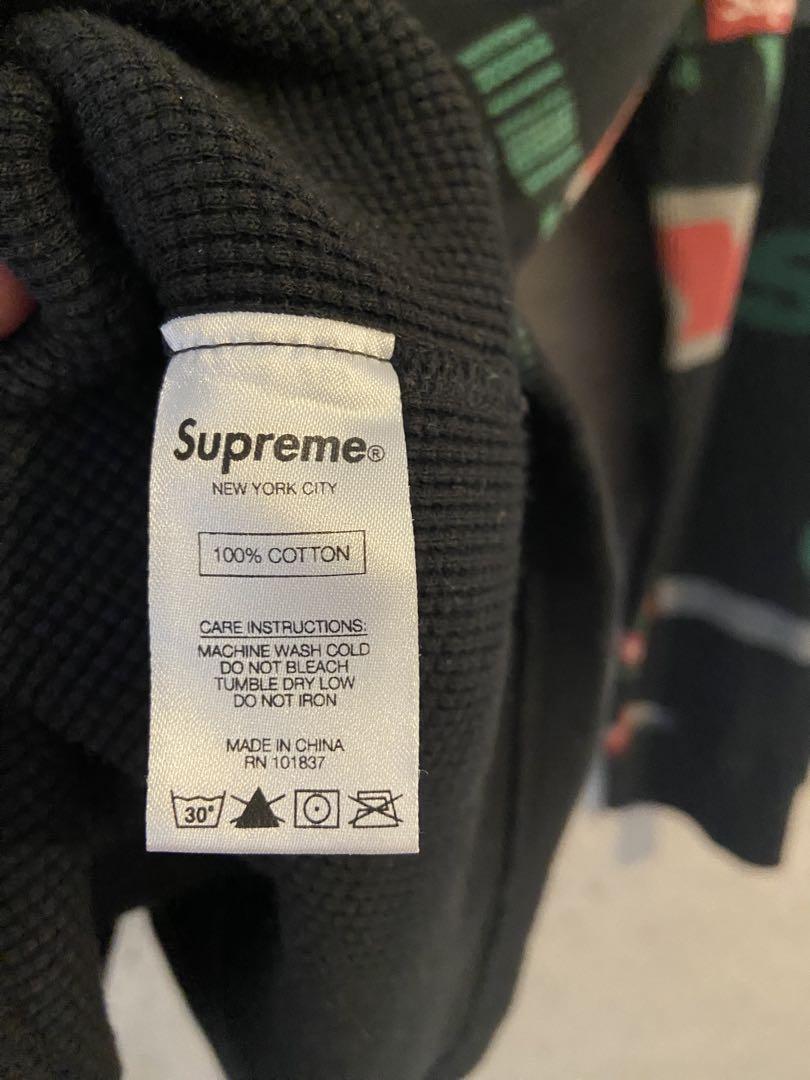 Supreme®
NEW YORK CITY
100% COTTON
CARE INSTRUCTIONS:
MACHINE WASH COLD
DO NOT BLEACH
TUMBLE DRY LOW
DO NOT IRON
MADE IN CHINA
RN 101837
30°